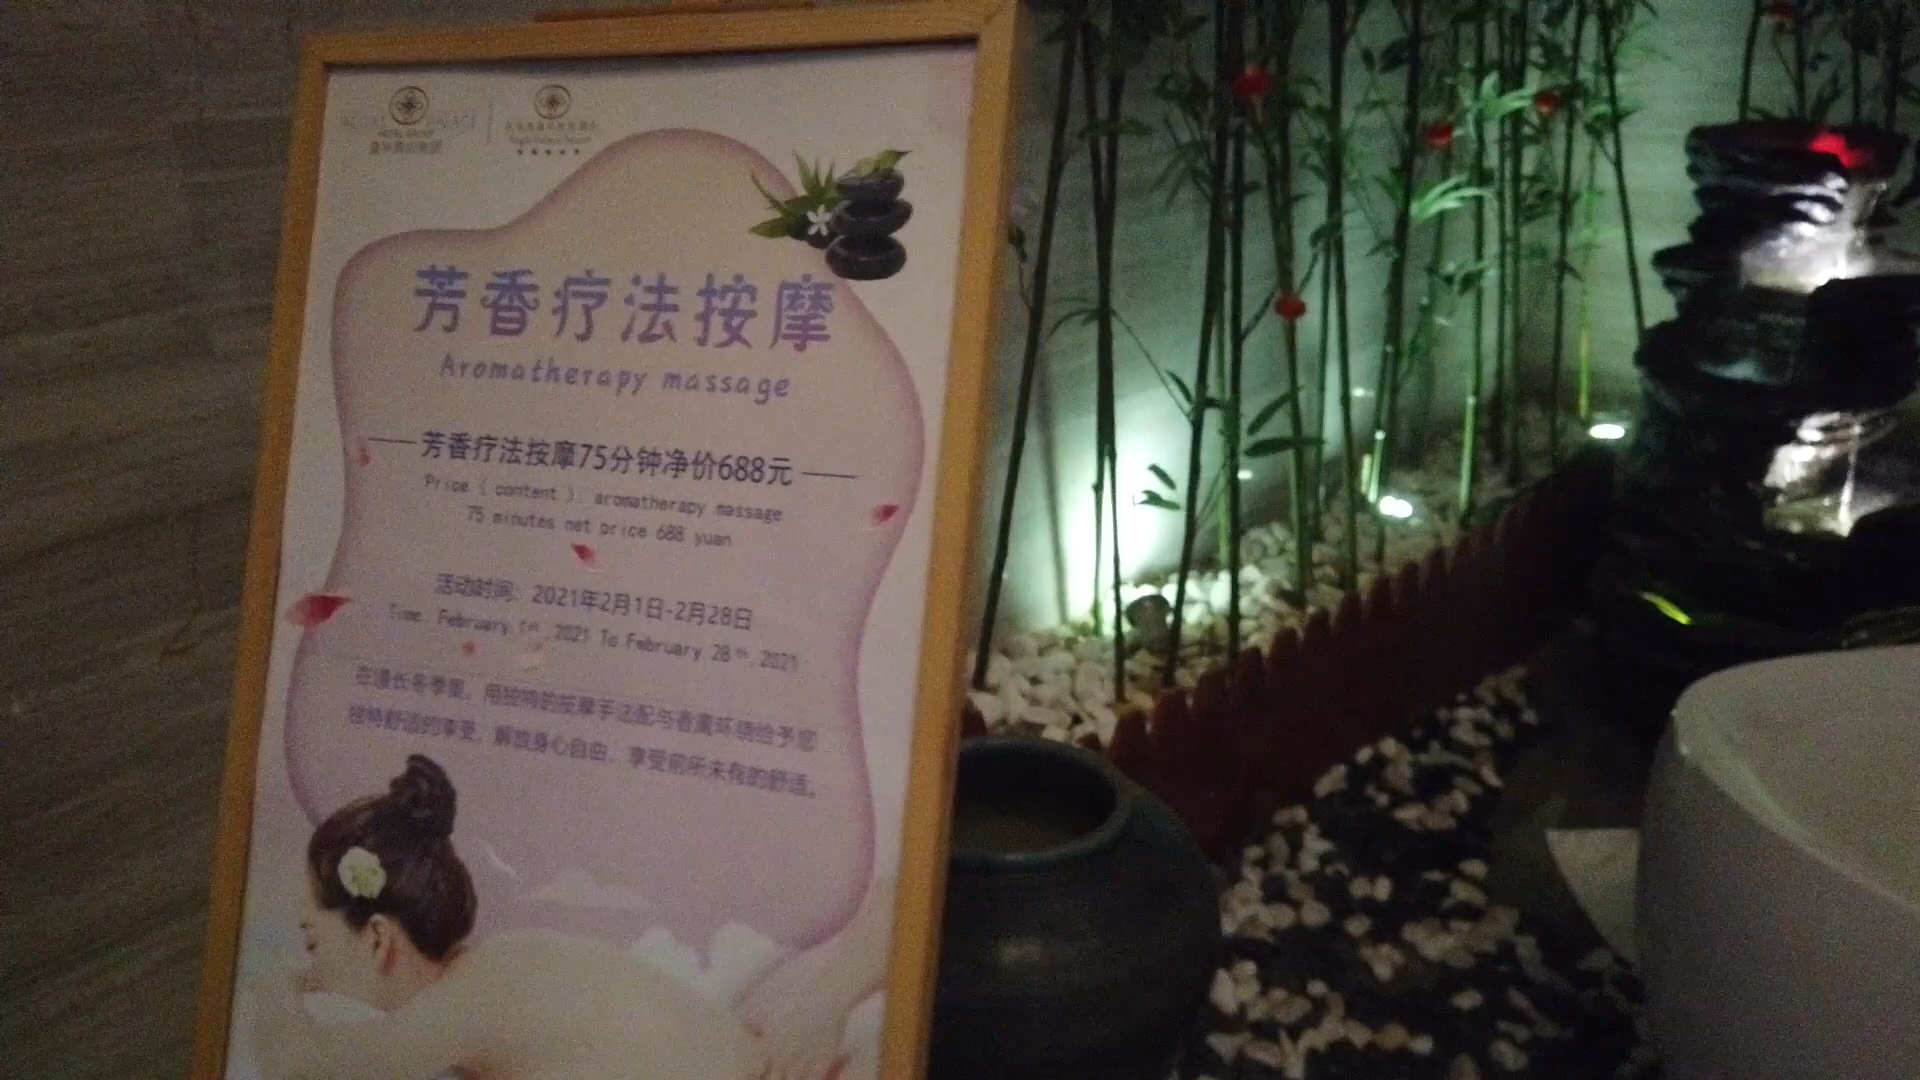 HOTEL GROUP
芳香疗法按摩
Aromatherapy massage
芳香疗法按摩75分钟净价688元
Price ( content ): aromatherapy massage
75 minutes net price 688 yuan
活动时间: 2021年2月1日-2月28日
Time: February 1st, 2021 To February, 28th, 2021
在漫长冬季里,用独特的按摩手法配与香薰环绕给予您
独特舒适的享受,解放身心自由,享受前所未有的舒适。